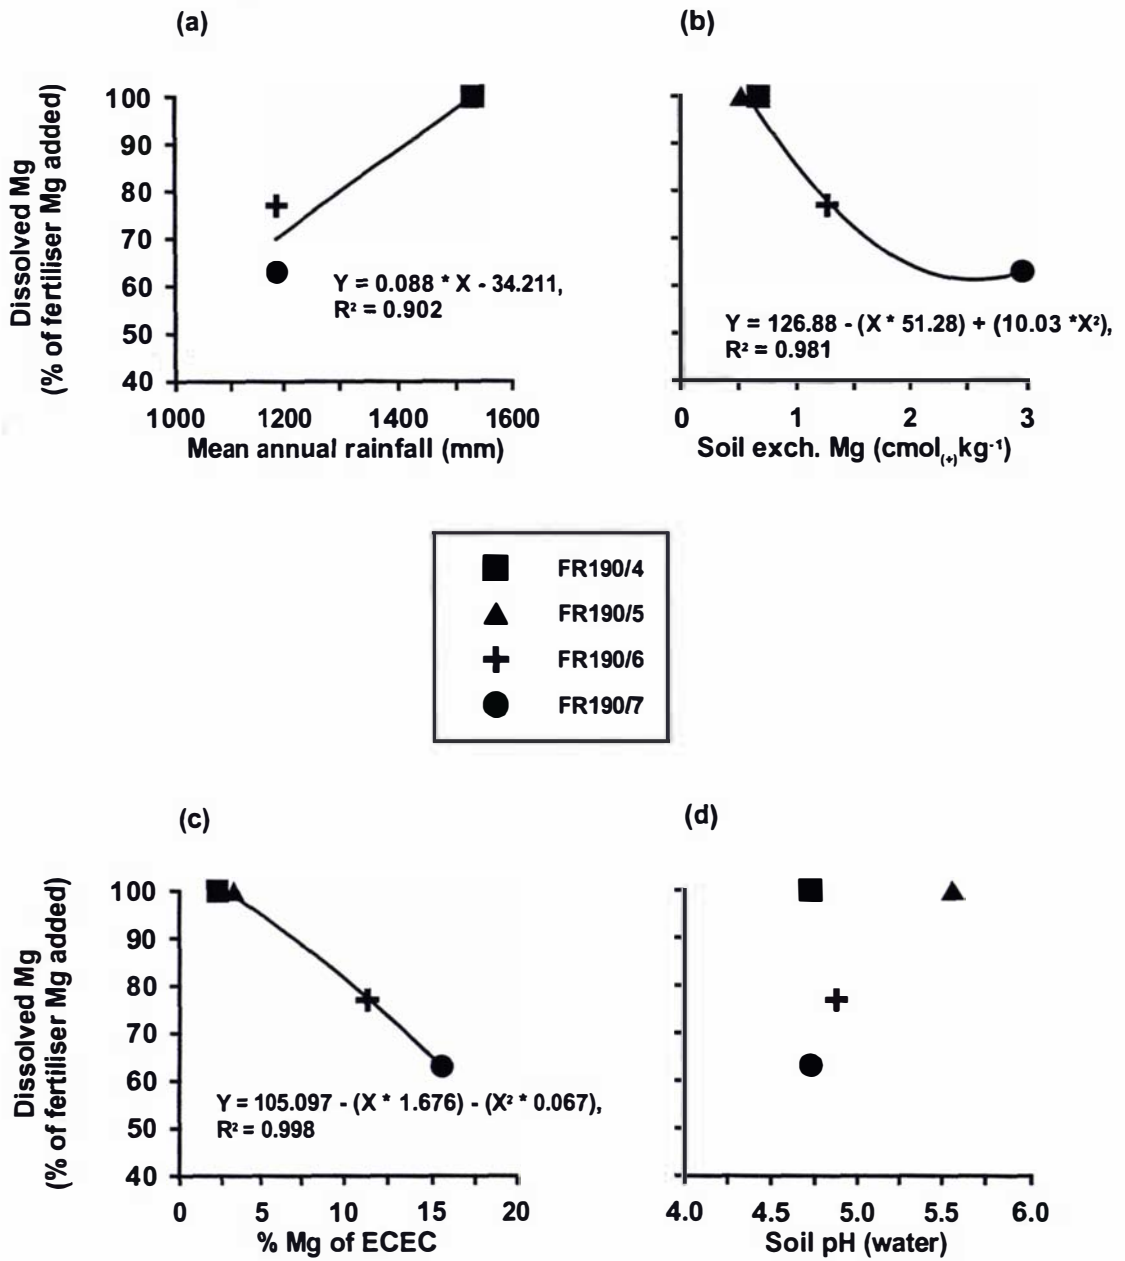 (a)
(b)
Dissolved Mg
(% of fertiliser Mg added)
100
90
80
70
60
50
40
Y = 0.088 * X - 34.211,
R² = 0.902
1000 1200 1400 1600
Mean annual rainfall (mm)
Y = 126.88 - (X * 51.28) + (10.03 *X²),
R² = 0.981
0 1 2 3
Soil exch. Mg (cmol₍₊₎kg⁻¹)
FR190/4
FR190/5
FR190/6
FR190/7
(c)
(d)
Dissolved Mg
(% of fertiliser Mg added)
100
90
80
70
60
50
40
Y = 105.097 - (X * 1.676) - (X² * 0.067),
R² = 0.998
0 5 10 15 20
% Mg of ECEC
4.0 4.5 5.0 5.5 6.0
Soil pH (water)